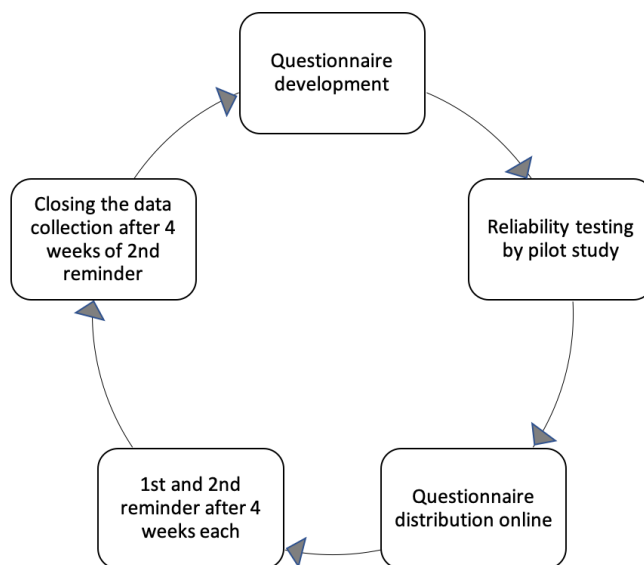 Questionnaire
development
Reliability testing
by pilot study
Questionnaire
distribution online
1st and 2nd
reminder after 4
weeks each
Closing the data
collection after 4
weeks of 2nd
reminder